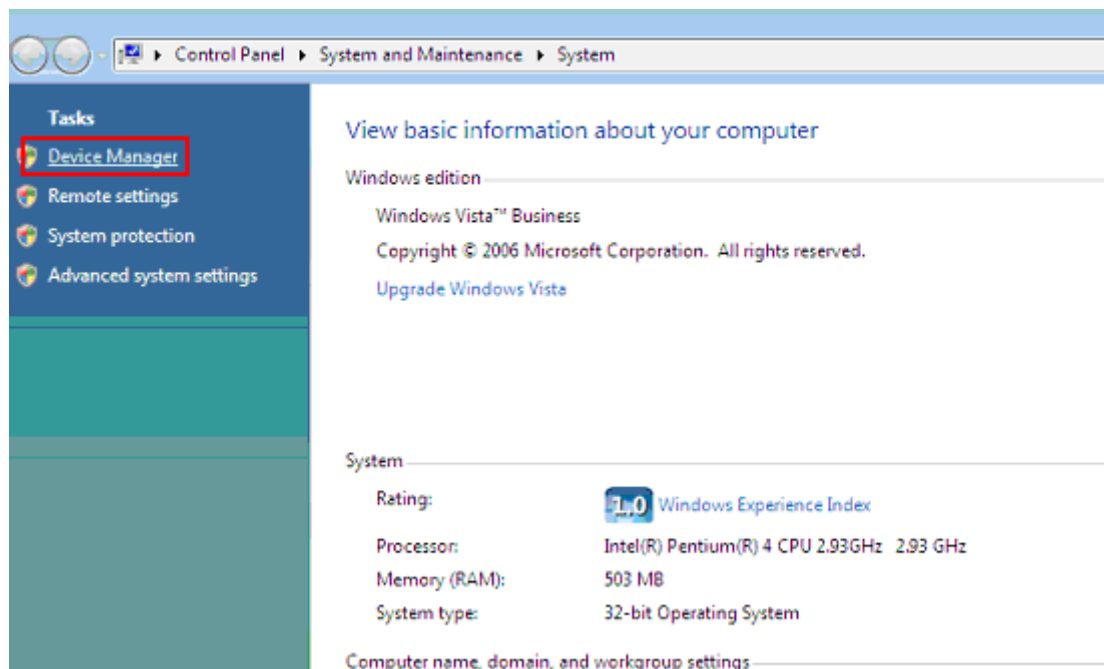 Control Panel ▸ System and Maintenance ▸ System
Tasks
Device Manager
Remote settings
System protection
Advanced system settings
View basic information about your computer
Windows edition
Windows Vista™ Business
Copyright © 2006 Microsoft Corporation. All rights reserved.
Upgrade Windows Vista
System
Rating: 1.0 Windows Experience Index
Processor: Intel(R) Pentium(R) 4 CPU 2.93GHz 2.93 GHz
Memory (RAM): 503 MB
System type: 32-bit Operating System
Computer name, domain, and workgroup settings